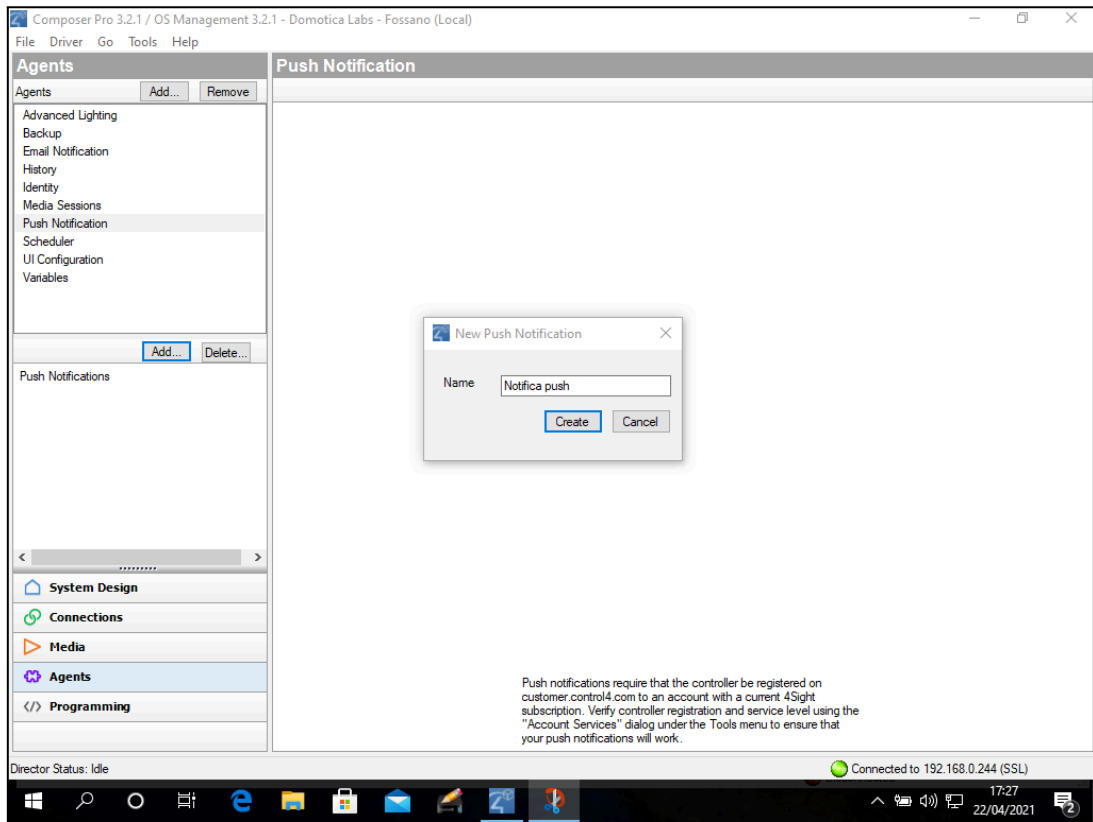 Composer Pro 3.2.1 / OS Management 3.2.1 - Domotica Labs - Fossano (Local)
File Driver Go Tools Help
Agents
Push Notification
Agents Add... Remove
Advanced Lighting
Backup
Email Notification
History
Identity
Media Sessions
Push Notification
Scheduler
UI Configuration
Variables
Add... Delete...
Push Notifications
New Push Notification
Name Notifica push
Create Cancel
System Design
Connections
Media
Agents
Programming
Push notifications require that the controller be registered on
customer.control4.com to an account with a current 4Sight
subscription. Verify controller registration and service level using the
"Account Services" dialog under the Tools menu to ensure that
your push notifications will work.
Director Status: Idle
Connected to 192.168.0.244 (SSL)
17:27
22/04/2021
2